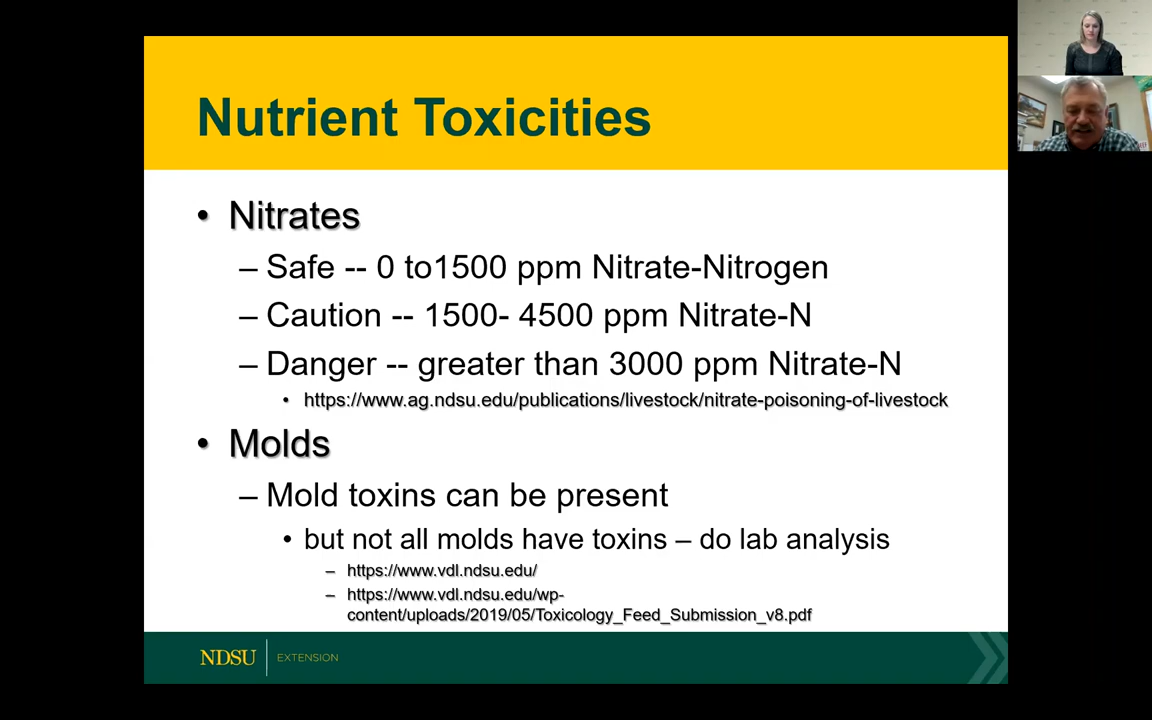 Nutrient Toxicities
• Nitrates
– Safe -- 0 to1500 ppm Nitrate-Nitrogen
– Caution -- 1500- 4500 ppm Nitrate-N
– Danger -- greater than 3000 ppm Nitrate-N
• https://www.ag.ndsu.edu/publications/livestock/nitrate-poisoning-of-livestock
• Molds
– Mold toxins can be present
• but not all molds have toxins – do lab analysis
– https://www.vdl.ndsu.edu/
– https://www.vdl.ndsu.edu/wp-
content/uploads/2019/05/Toxicology_Feed_Submission_v8.pdf
NDSU EXTENSION